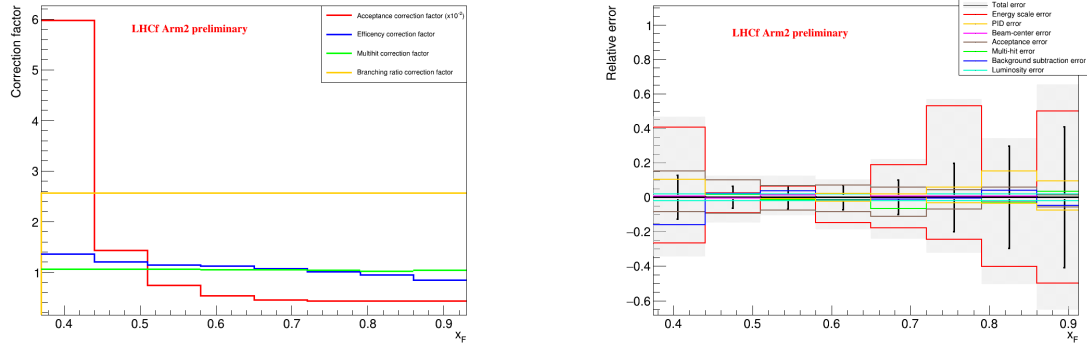 Correction factor
6
5
4
3
2
1
0.4 0.5 0.6 0.7 0.8 0.9
x_F
LHCf Arm2 preliminary
Acceptance correction factor (x10⁻²)
Efficency correction factor
Multihit correction factor
Branching ratio correction factor
Relative error
1
0.8
0.6
0.4
0.2
0
−0.2
−0.4
−0.6
0.4 0.5 0.6 0.7 0.8 0.9
x_F
LHCf Arm2 preliminary
Total error
Energy scale error
PID error
Beam-center error
Acceptance error
Multi-hit error
Background subtraction error
Luminosity error